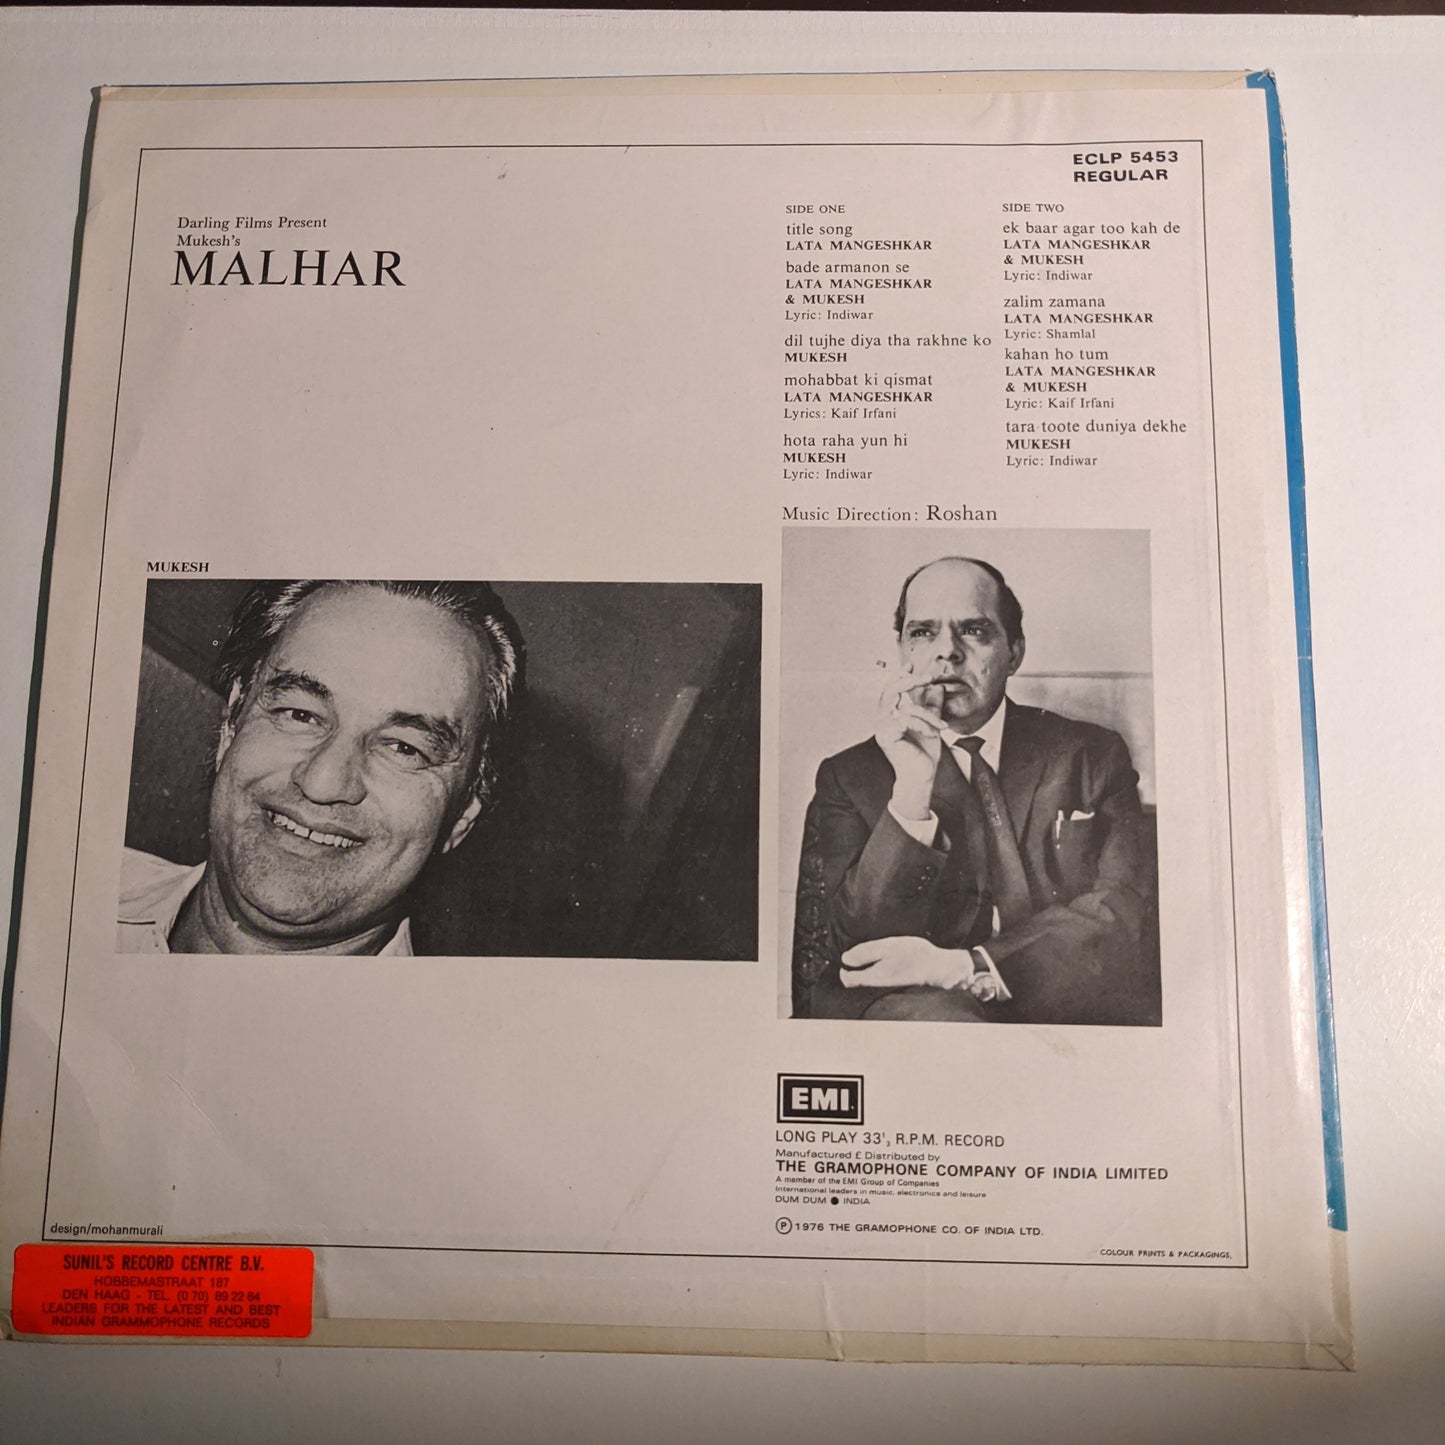 ECLP 5453
REGULAR
Darling Films Present
Mukesh's
MALHAR
SIDE ONE
title song
LATA MANGESHKAR
bade armanon se
LATA MANGESHKAR
& MUKESH
Lyric: Indiwar
dil tujhe diya tha rakhne ko
MUKESH
mohabbat ki qismat
LATA MANGESHKAR
Lyrics: Kaif Irfani
hota raha yun hi
MUKESH
Lyric: Indiwar
SIDE TWO
ek baar agar too kah de
LATA MANGESHKAR
& MUKESH
Lyric: Indiwar
zalim zamana
LATA MANGESHKAR
Lyric: Shamlal
kahan ho tum
LATA MANGESHKAR
& MUKESH
Lyric: Kaif Irfani
tara toote duniya dekhe
MUKESH
Lyric: Indiwar
Music Direction: Roshan
MUKESH
EMI
LONG PLAY 33⅓ R.P.M. RECORD
Manufactured £ Distributed by
THE GRAMOPHONE COMPANY OF INDIA LIMITED
A member of the EMI Group of Companies
International leaders in music, electronics and leisure
DUM DUM ● INDIA
℗ 1976 THE GRAMOPHONE CO. OF INDIA LTD.
COLOUR PRINTS & PACKAGINGS.
design/mohanmurali
SUNIL'S RECORD CENTRE B.V.
HOBBEMASTRAAT 187
DEN HAAG - TEL. (0 70) 89 22 84
LEADERS FOR THE LATEST AND BEST
INDIAN GRAMMOPHONE RECORDS